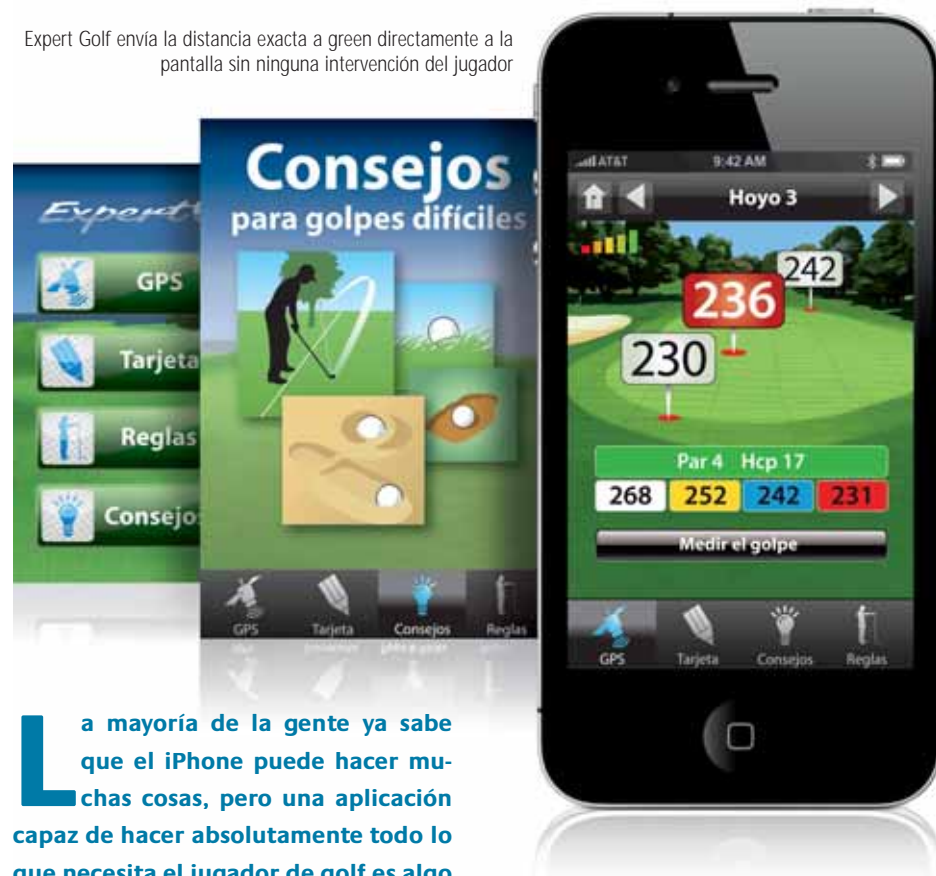 Expert Golf envía la distancia exacta a green directamente a la
pantalla sin ninguna intervención del jugador
Expert
GPS
Tarjeta
Reglas
Consejos
Consejos
para golpes difíciles
GPS
Tarjeta
Consejos
Reglas
AT&T
9:42 AM
Hoyo 3
242
236
230
Par 4 Hcp 17
268 252 242 231
Medir el golpe
GPS
Tarjeta
Consejos
Reglas
La mayoría de la gente ya sabe
que el iPhone puede hacer mu-
chas cosas, pero una aplicación
capaz de hacer absolutamente todo lo
que necesita el jugador de golf es algo